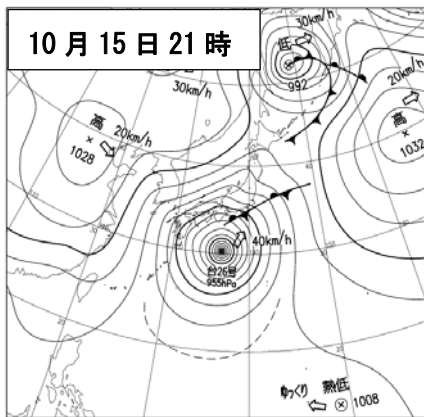 10月15日21時
30km/h
低
×
992
30km/h
20km/h
高
×
1032
高
20km/h
×
1028
40km/h
台26号
955hPa
ゆっくり 熱低
1008